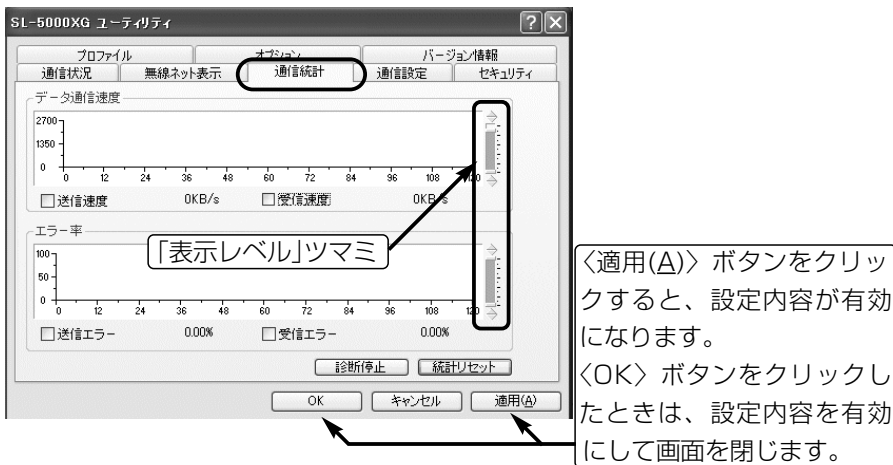 SL-5000XG ユーティリティ
プロファイル オプション バージョン情報
通信状況 無線ネット表示 通信統計 通信設定 セキュリティ
データ通信速度
2700
1350
0
0 12 24 36 48 60 72 84 96 108 120
送信速度 0KB/s 受信速度 0KB/s
エラー率
「表示レベル」ツマミ
100
50
0
0 12 24 36 48 60 72 84 96 108 120
送信エラー 0.00% 受信エラー 0.00%
診断停止 統計リセット
OK キャンセル 適用(A)
〈適用(A)〉ボタンをクリッ
クすると、設定内容が有効
になります。
〈OK〉ボタンをクリックし
たときは、設定内容を有効
にして画面を閉じます。